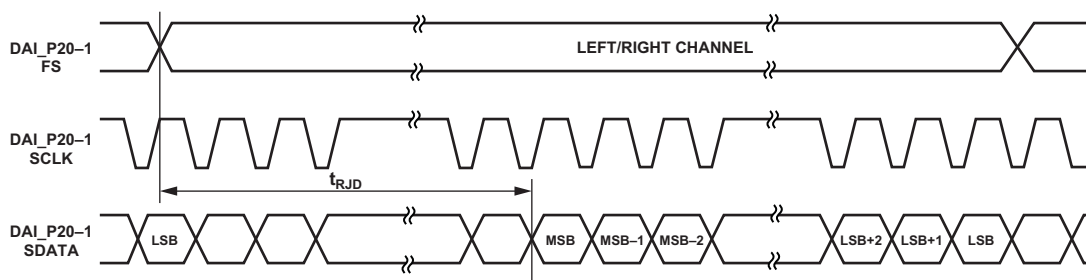 DAI_P20–1
FS
LEFT/RIGHT CHANNEL
DAI_P20–1
SCLK
tRJD
DAI_P20–1
SDATA
LSB
MSB
MSB–1
MSB–2
LSB+2
LSB+1
LSB